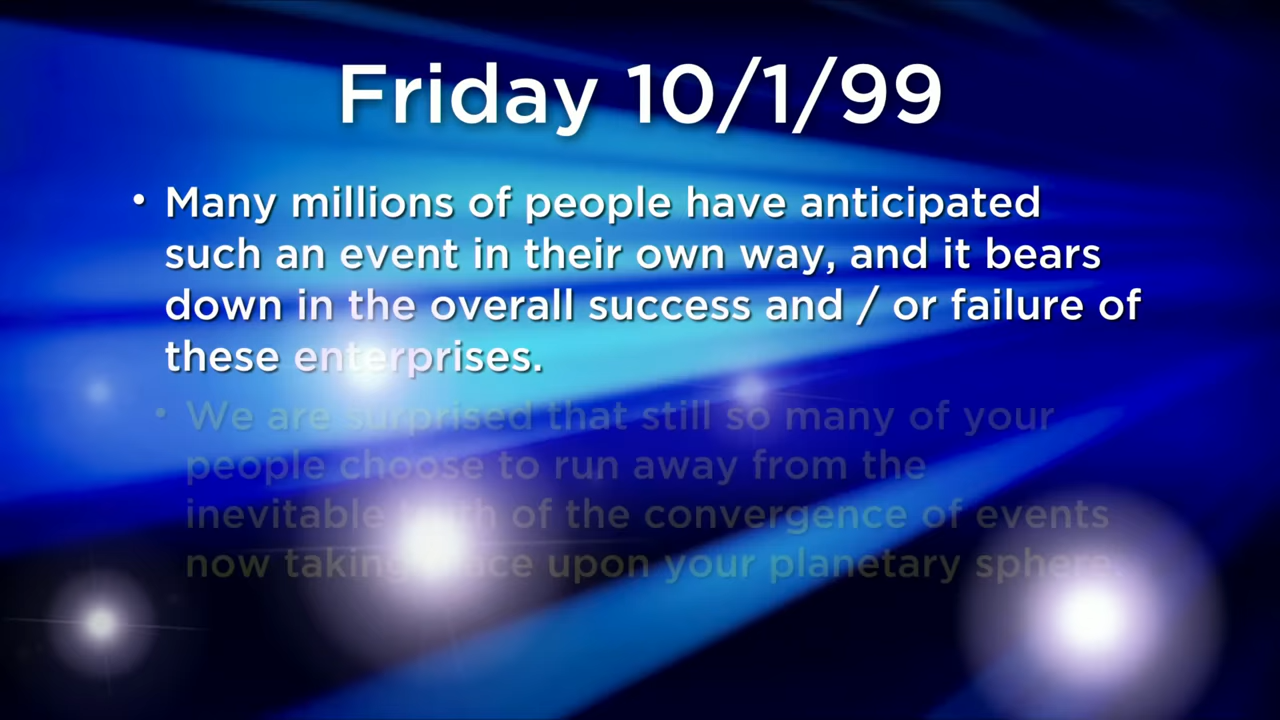 Friday 10/1/99
• Many millions of people have anticipated
such an event in their own way, and it bears
down in the overall success and / or failure of
these enterprises.
• We are surprised that still so many of your
people choose to run away from the
inevitable of the convergence of events
now taking upon your planetary sphere.